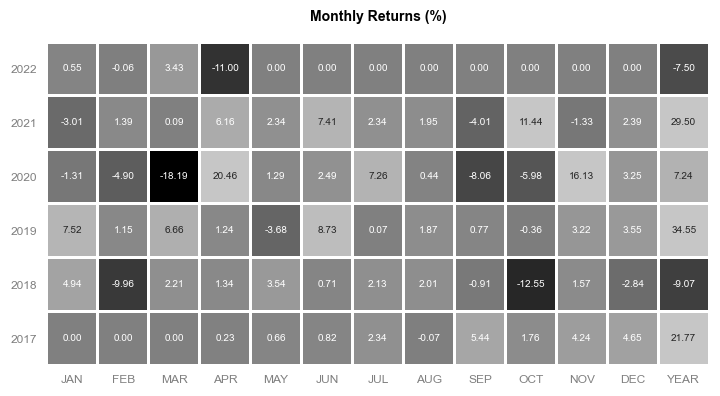 Monthly Returns (%)
2022 0.55 -0.06 3.43 -11.00 0.00 0.00 0.00 0.00 0.00 0.00 0.00 0.00 -7.50
2021 -3.01 1.39 0.09 6.16 2.34 7.41 2.34 1.95 -4.01 11.44 -1.33 2.39 29.50
2020 -1.31 -4.90 -18.19 20.46 1.29 2.49 7.26 0.44 -8.06 -5.98 16.13 3.25 7.24
2019 7.52 1.15 6.66 1.24 -3.68 8.73 0.07 1.87 0.77 -0.36 3.22 3.55 34.55
2018 4.94 -9.96 2.21 1.34 3.54 0.71 2.13 2.01 -0.91 -12.55 1.57 -2.84 -9.07
2017 0.00 0.00 0.00 0.23 0.66 0.82 2.34 -0.07 5.44 1.76 4.24 4.65 21.77
JAN FEB MAR APR MAY JUN JUL AUG SEP OCT NOV DEC YEAR